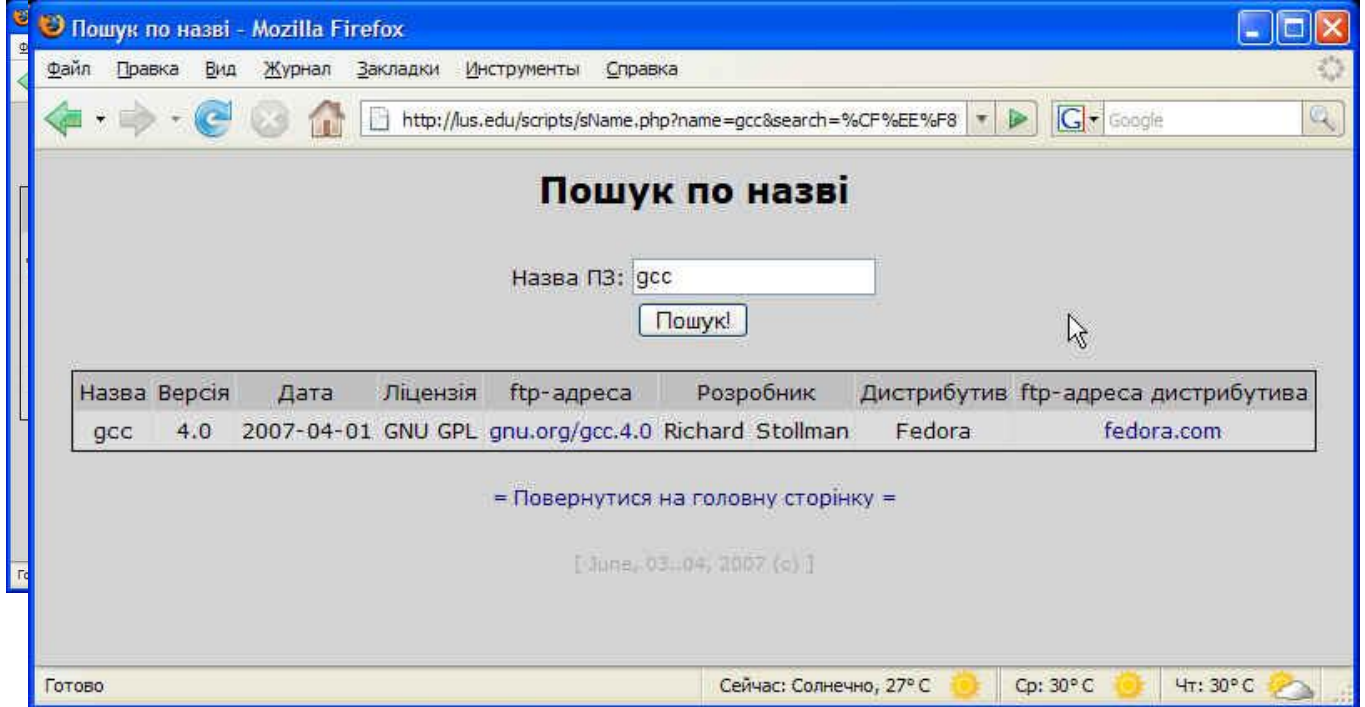 Пошук по назві - Mozilla Firefox
Файл Правка Вид Журнал Закладки Инструменты Справка
http://lus.edu/scripts/sName.php?name=gcc&search=%CF%EE%F8 Google
Пошук по назві
Назва ПЗ: gcc
Пошук!
Назва Версія Дата Ліцензія ftp-адреса Розробник Дистрибутив ftp-адреса дистрибутива
gcc 4.0 2007-04-01 GNU GPL gnu.org/gcc.4.0 Richard Stollman Fedora fedora.com
= Повернутися на головну сторінку =
[ June, 03..04, 2007 (c) ]
Готово Сейчас: Солнечно, 27° C Ср: 30° C Чт: 30° C